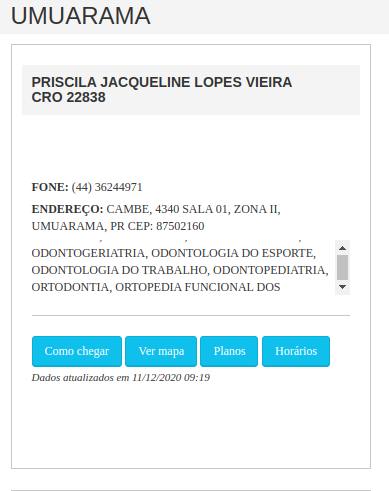 UMUARAMA
PRISCILA JACQUELINE LOPES VIEIRA
CRO 22838
FONE: (44) 36244971
ENDEREÇO: CAMBE, 4340 SALA 01, ZONA II,
UMUARAMA, PR CEP: 87502160
ODONTOGERIATRIA, ODONTOLOGIA DO ESPORTE,
ODONTOLOGIA DO TRABALHO, ODONTOPEDIATRIA,
ORTODONTIA, ORTOPEDIA FUNCIONAL DOS
Como chegar Ver mapa Planos Horários
Dados atualizados em 11/12/2020 09:19